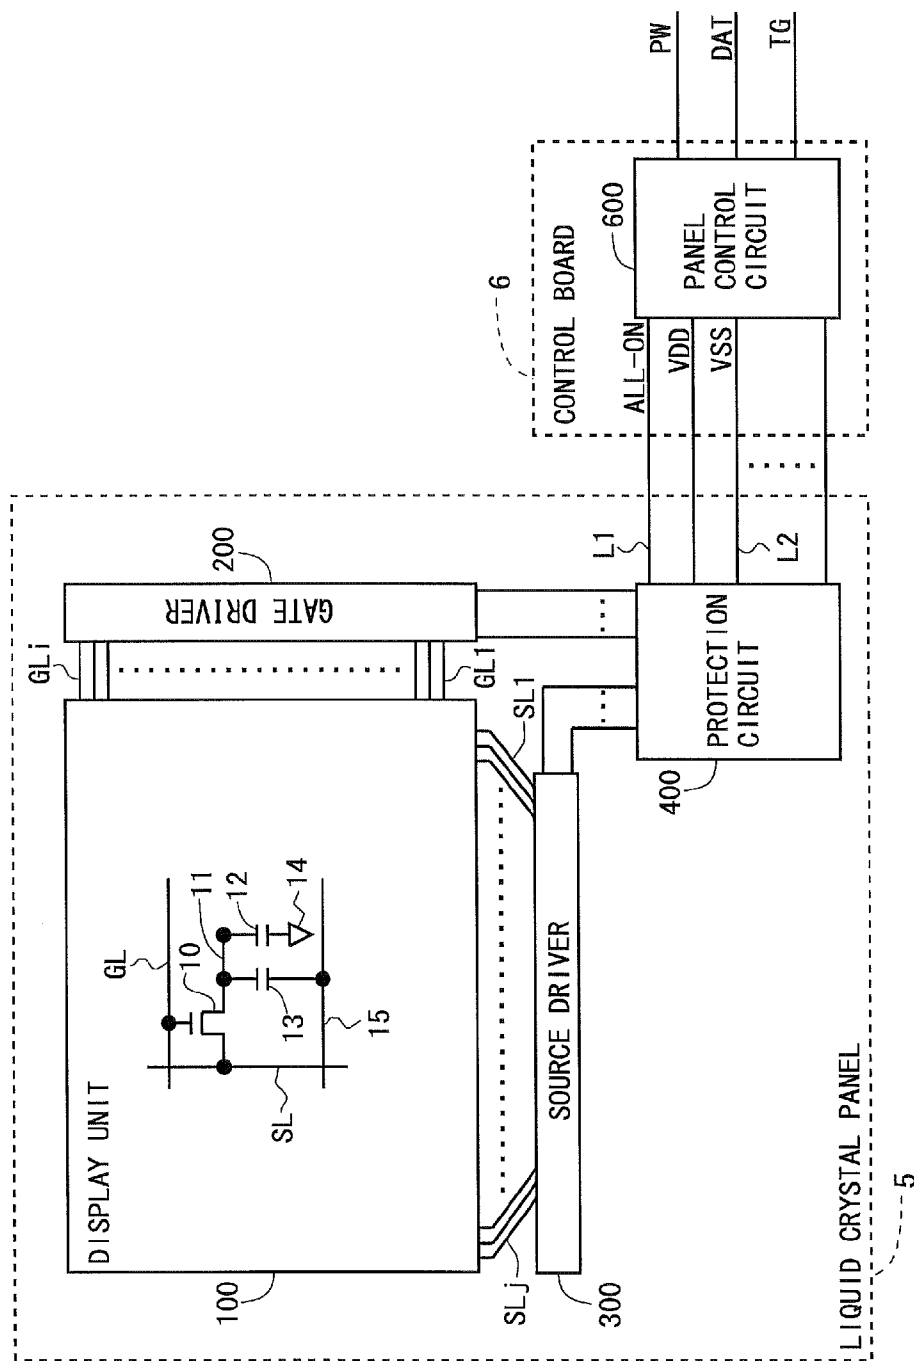 DISPLAY UNIT
100
GL
10
11
12
13
14
15
SL
GLi
GL1
GATE DRIVER
200
SLj
SL1
SOURCE DRIVER
300
PROTECTION
CIRCUIT
400
L1
L2
LIQUID CRYSTAL PANEL
5
6
CONTROL BOARD
ALL-ON
VDD
VSS
600
PANEL
CONTROL
CIRCUIT
PW
DAT
TG